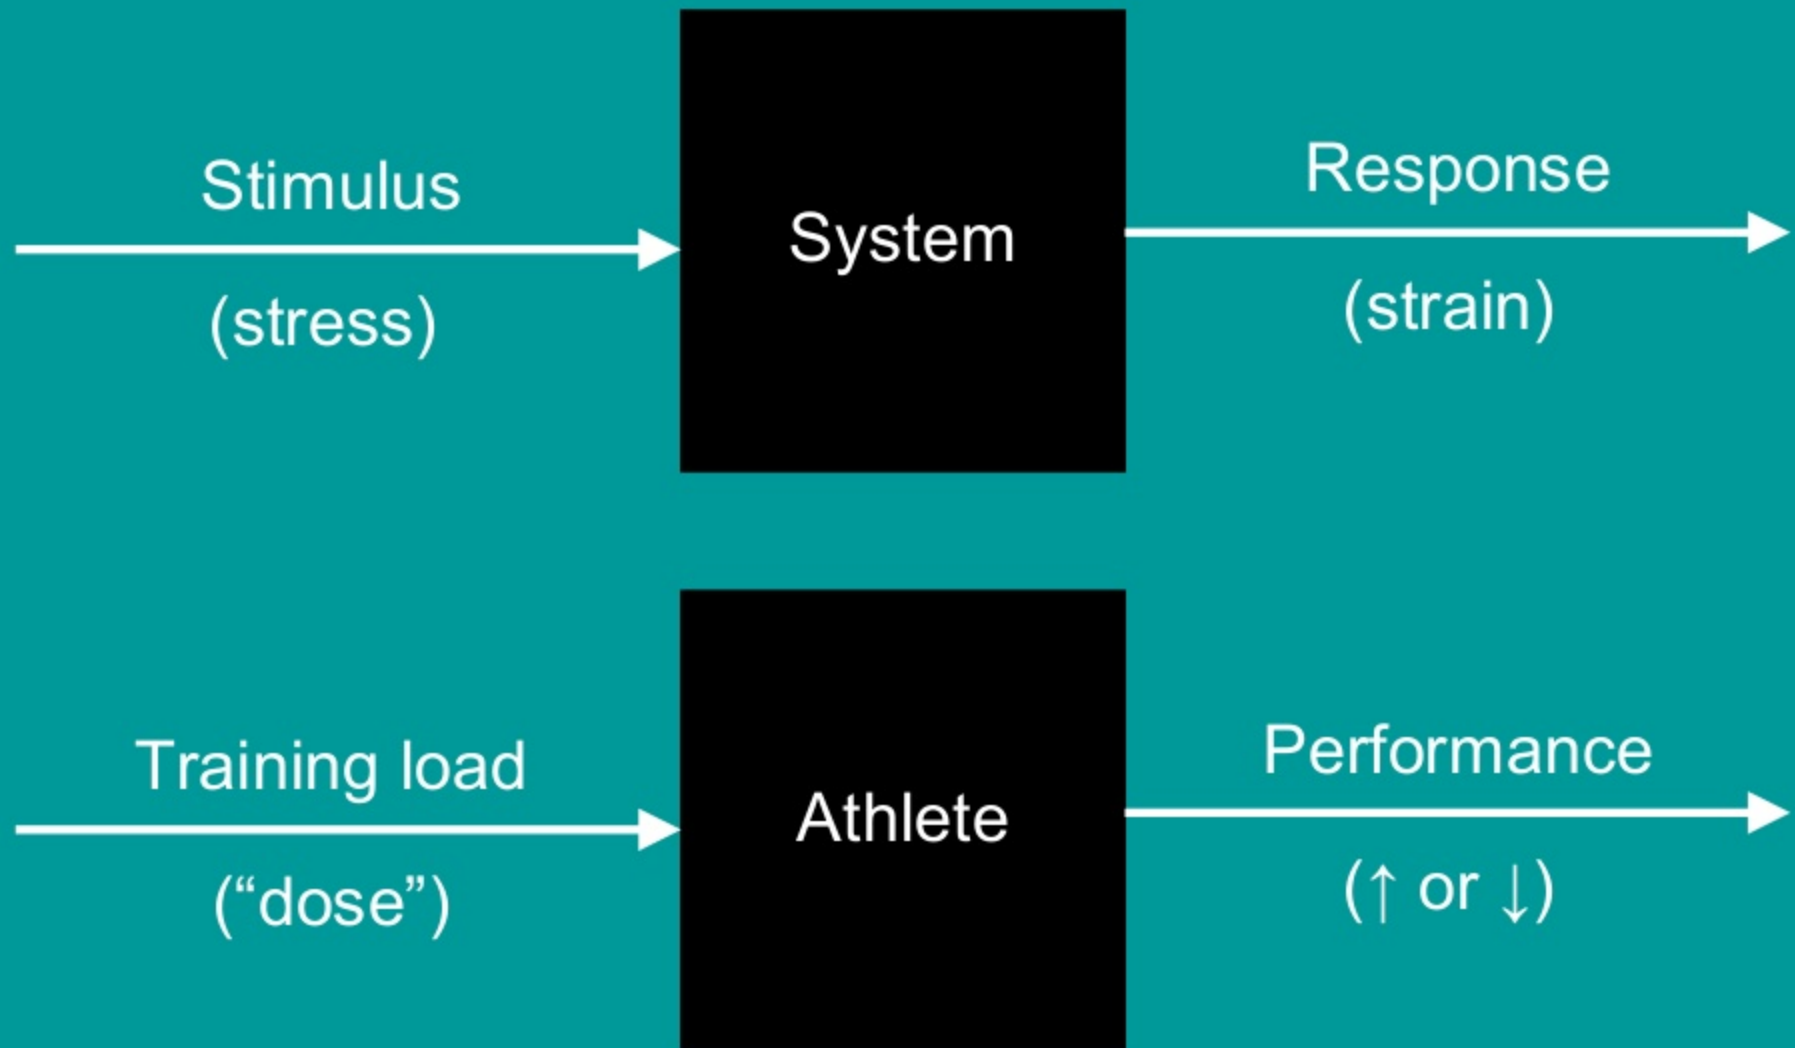 Stimulus
(stress)
System
Response
(strain)
Training load
(“dose”)
Athlete
Performance
(↑ or ↓)